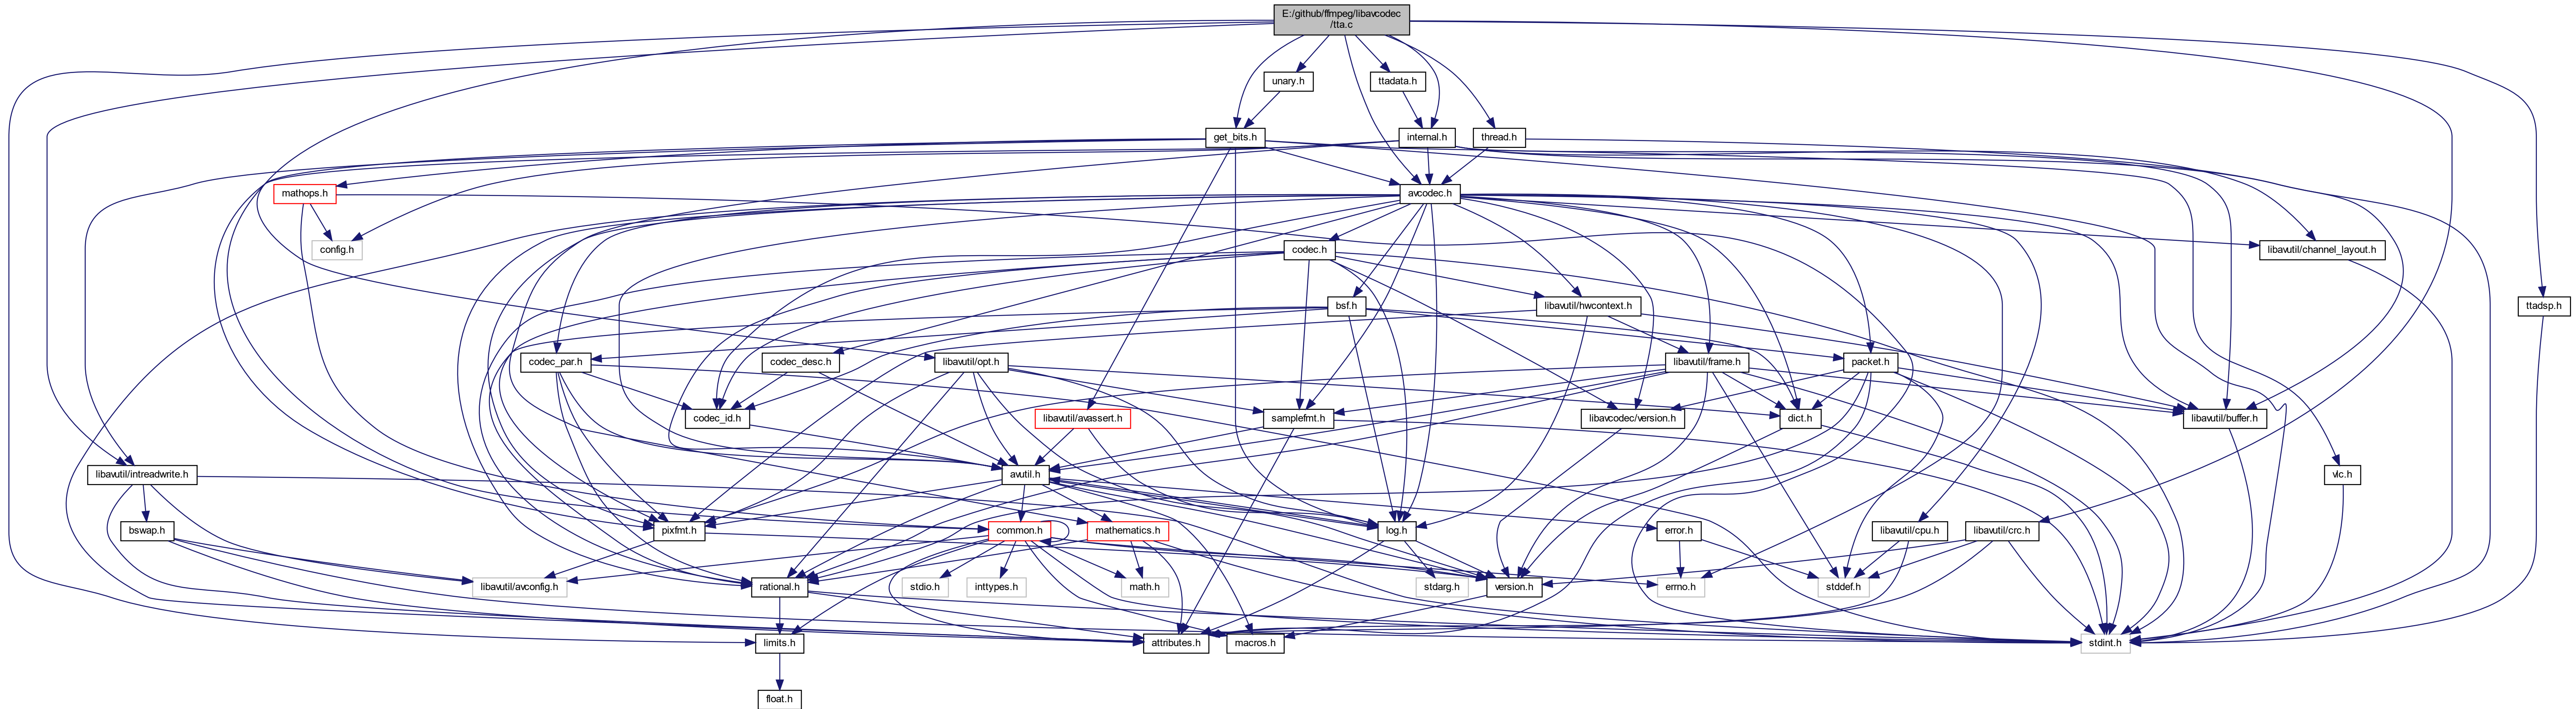 E:/github/ffmpeg/libavcodec
/tta.c
unary.h
ttadata.h
get_bits.h
internal.h
thread.h
mathops.h
avcodec.h
config.h
codec.h
libavutil/channel_layout.h
bsf.h
libavutil/hwcontext.h
ttadsp.h
codec_par.h
codec_desc.h
libavutil/opt.h
libavutil/frame.h
packet.h
codec_id.h
libavutil/avassert.h
samplefmt.h
libavcodec/version.h
dict.h
libavutil/buffer.h
libavutil/intreadwrite.h
avutil.h
vlc.h
bswap.h
pixfmt.h
common.h
mathematics.h
log.h
error.h
libavutil/cpu.h
libavutil/crc.h
libavutil/avconfig.h
rational.h
stdio.h
inttypes.h
math.h
stdarg.h
version.h
errno.h
stddef.h
limits.h
attributes.h
macros.h
stdint.h
float.h